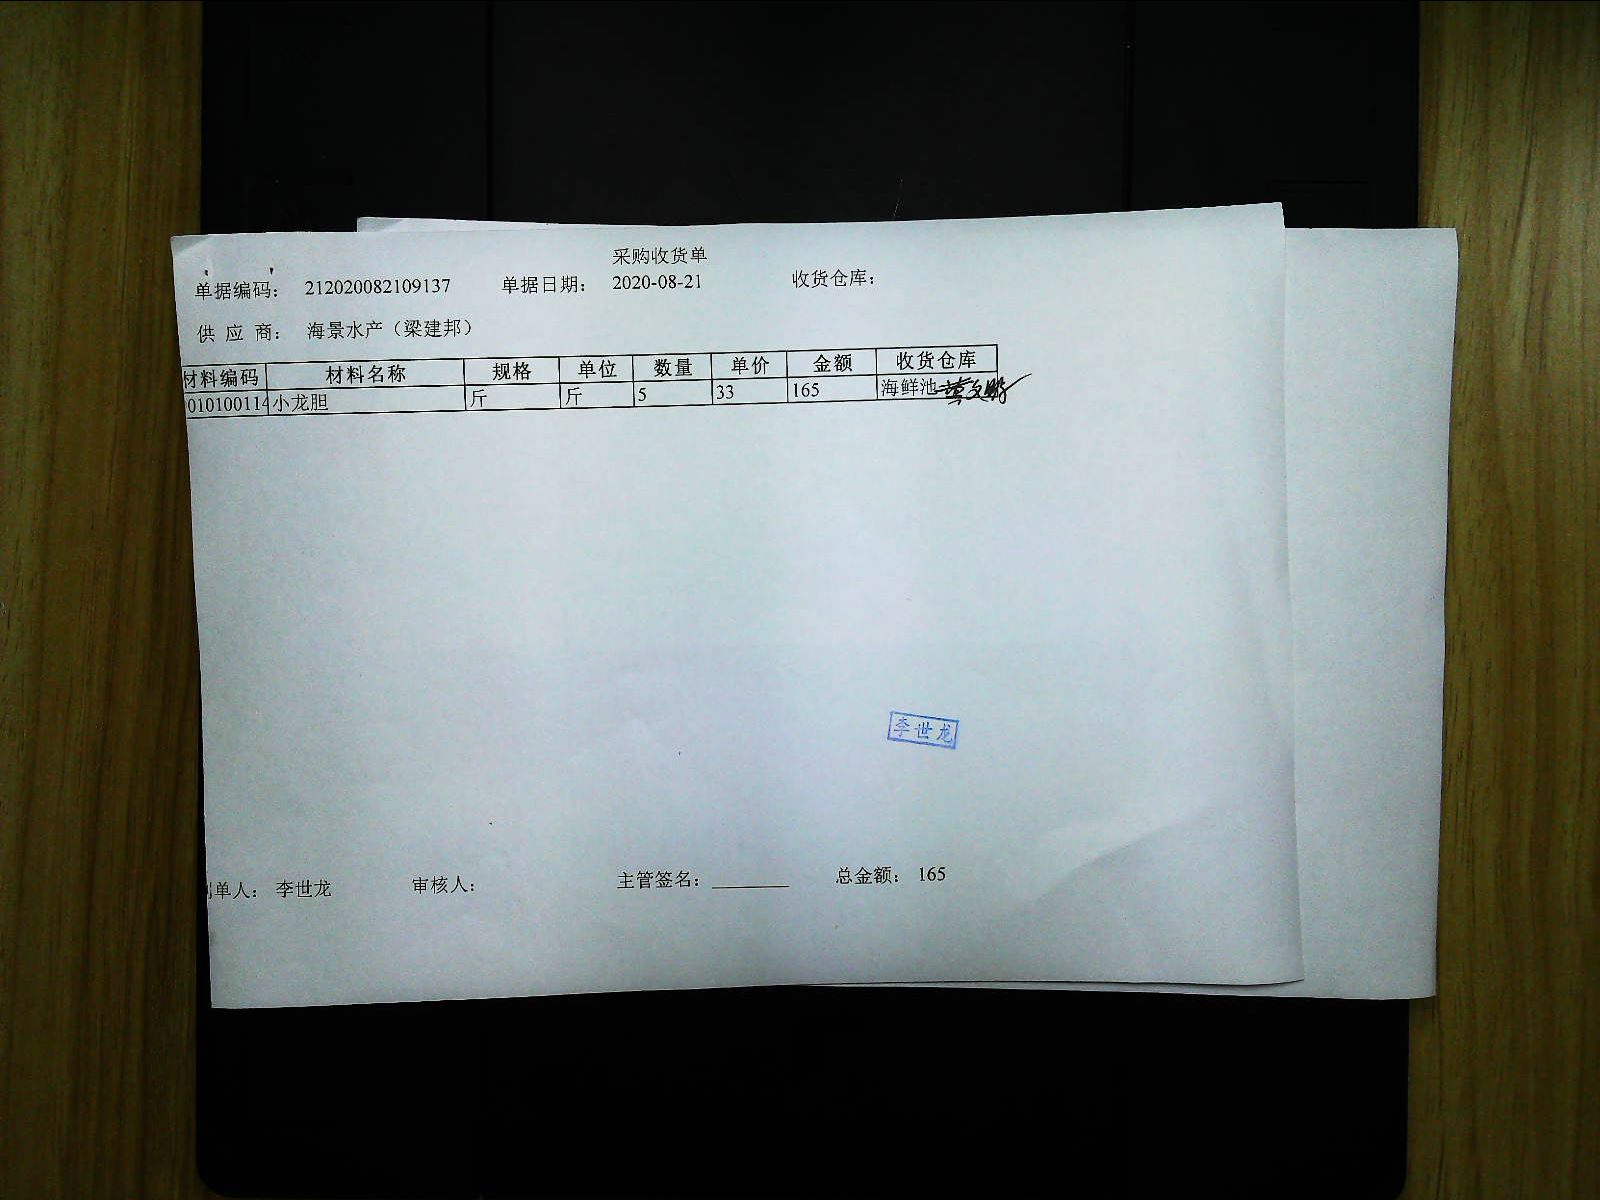 采购收货单
单据编码： 212020082109137 单据日期： 2020-08-21 收货仓库：
供 应 商： 海景水产（梁建邦）
材料编码 材料名称 规格 单位 数量 单价 金额 收货仓库
010100114 小龙胆 斤 斤 5 33 165 海鲜池
李世龙
单人： 李世龙 审核人： 主管签名： ________ 总金额： 165